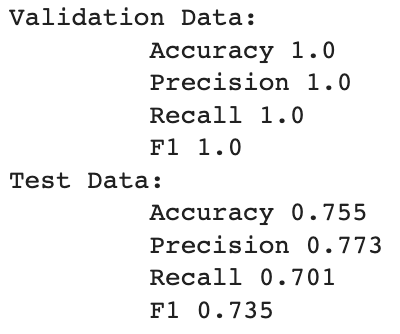 Validation Data:
Accuracy 1.0
Precision 1.0
Recall 1.0
F1 1.0
Test Data:
Accuracy 0.755
Precision 0.773
Recall 0.701
F1 0.735